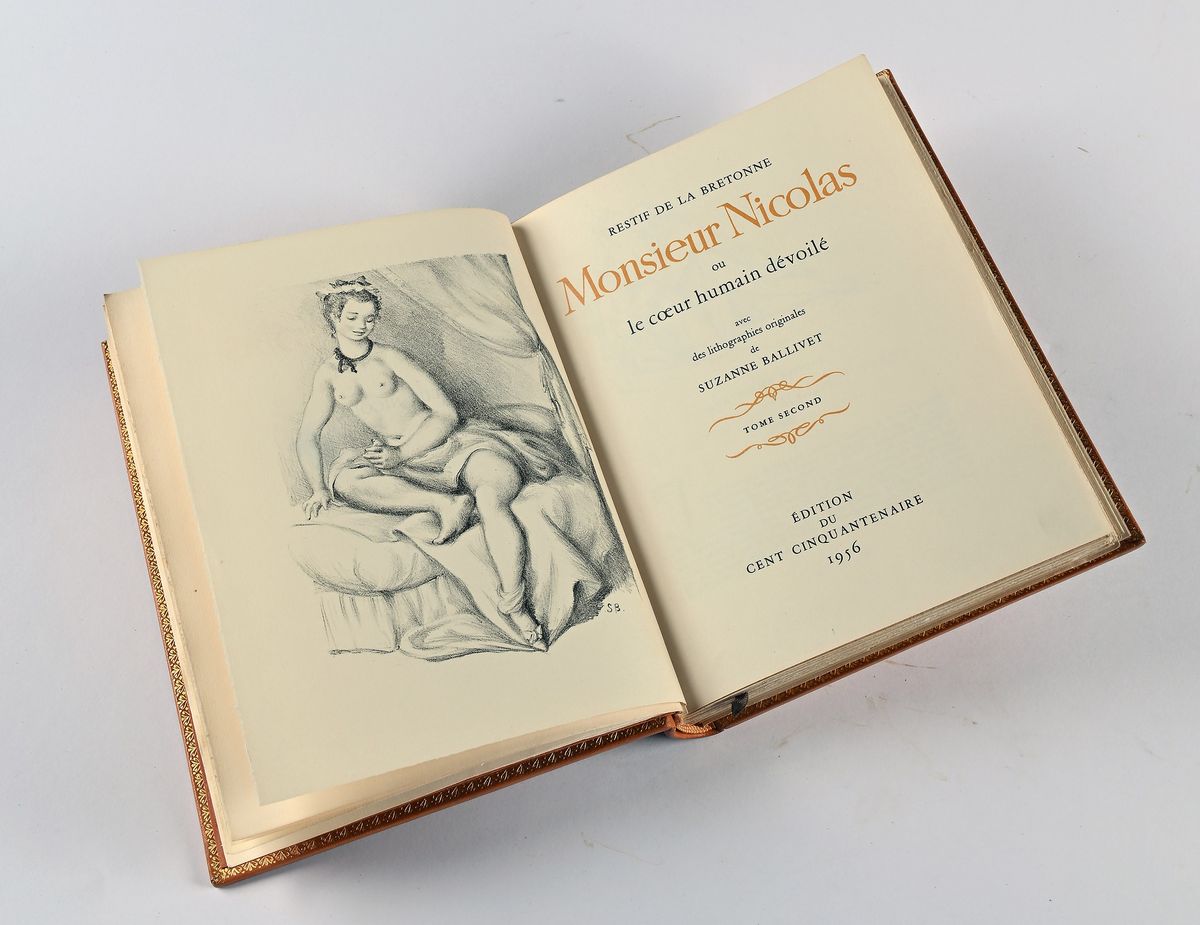 S B.
RESTIF DE LA BRETONNE
Monsieur Nicolas
ou
le cœur humain dévoilé
avec
des lithographies originales
de
SUZANNE BALLIVET
TOME SECOND
ÉDITION
DU
CENT CINQUANTENAIRE
1956